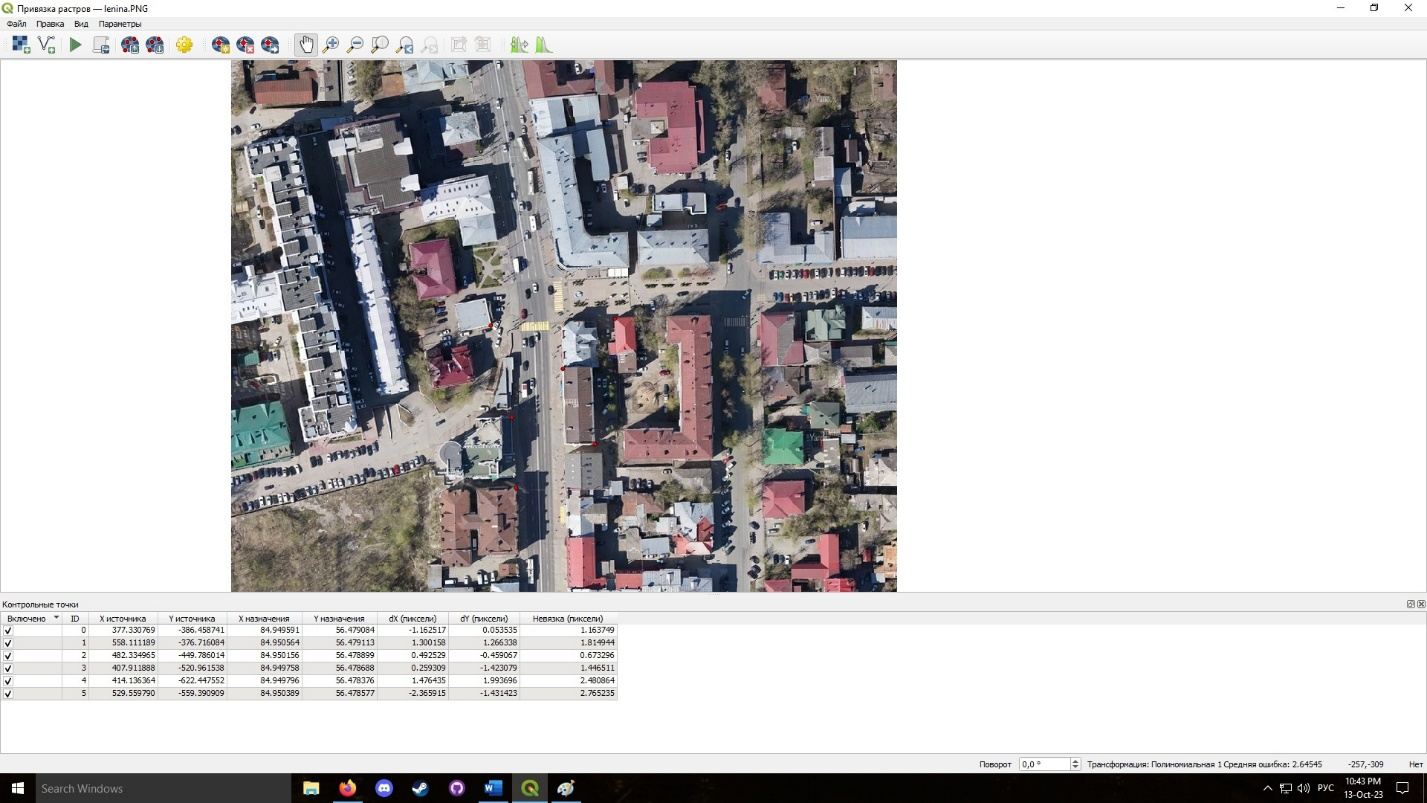 Привязка растров — lenina.PNG
Файл Правка Вид Параметры
Контрольные точки
Включено ID X источника Y источника X назначения Y назначения dX (пиксели) dY (пиксели) Невязка (пиксели)
0 377.330769 -386.458741 84.949591 56.479084 -1.162517 0.053535 1.163749
1 558.111189 -376.716084 84.950564 56.479113 1.300158 1.266338 1.814944
2 482.334965 -449.786014 84.950156 56.478899 0.492529 -0.459067 0.673296
3 407.911888 -520.961538 84.949758 56.478688 0.259309 -1.423079 1.446511
4 414.136364 -622.447552 84.949796 56.478376 1.476435 1.993696 2.480864
5 529.559790 -559.390909 84.950389 56.478577 -2.365915 -1.431423 2.765235
Поворот 0,0 ° Трансформация: Полиномиальная 1 Средняя ошибка: 2.64545 -257,-309 Нет
Search Windows
РУС
10:43 PM
13-Oct-23